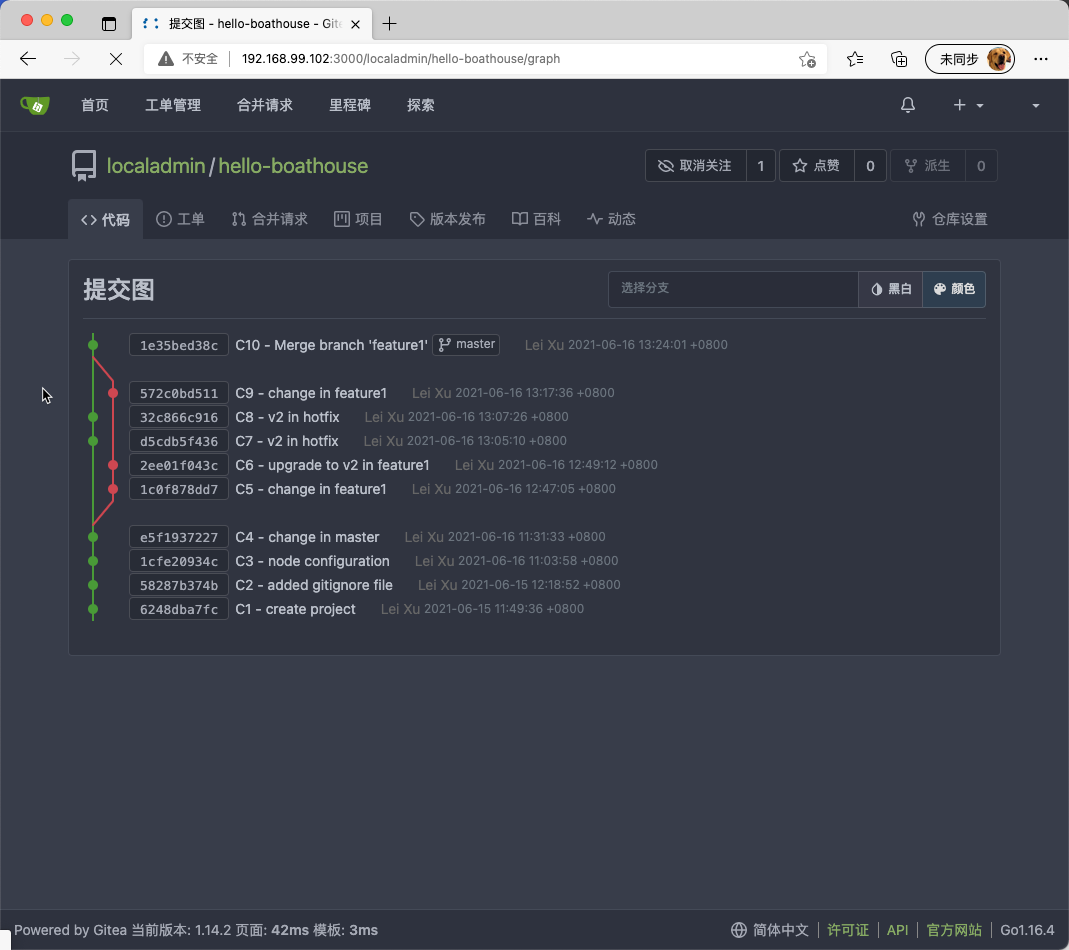 提交图 - hello-boathouse - Gite
不安全 192.168.99.102:3000/localadmin/hello-boathouse/graph 未同步
首页 工单管理 合并请求 里程碑 探索
localadmin/hello-boathouse 取消关注 1 点赞 0 派生 0
代码 工单 合并请求 项目 版本发布 百科 动态 仓库设置
提交图 选择分支 黑白 颜色
1e35bed38c C10 - Merge branch 'feature1' master Lei Xu 2021-06-16 13:24:01 +0800
572c0bd511 C9 - change in feature1 Lei Xu 2021-06-16 13:17:36 +0800
32c866c916 C8 - v2 in hotfix Lei Xu 2021-06-16 13:07:26 +0800
d5cdb5f436 C7 - v2 in hotfix Lei Xu 2021-06-16 13:05:10 +0800
2ee01f043c C6 - upgrade to v2 in feature1 Lei Xu 2021-06-16 12:49:12 +0800
1c0f878dd7 C5 - change in feature1 Lei Xu 2021-06-16 12:47:05 +0800
e5f1937227 C4 - change in master Lei Xu 2021-06-16 11:31:33 +0800
1cfe20934c C3 - node configuration Lei Xu 2021-06-16 11:03:58 +0800
58287b374b C2 - added gitignore file Lei Xu 2021-06-15 12:18:52 +0800
6248dba7fc C1 - create project Lei Xu 2021-06-15 11:49:36 +0800
Powered by Gitea 当前版本: 1.14.2 页面: 42ms 模板: 3ms 简体中文 许可证 API 官方网站 Go1.16.4